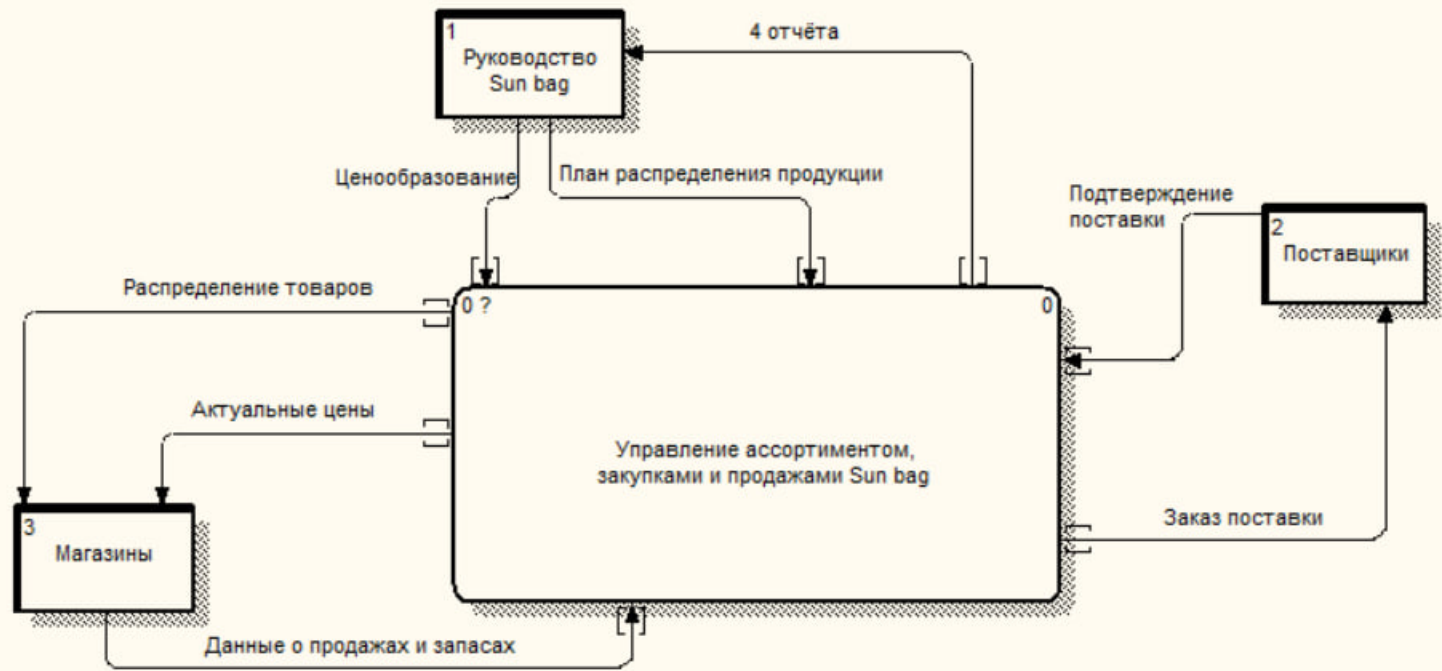 1
Руководство
Sun bag
4 отчёта
Ценообразование
План распределения продукции
Подтверждение
поставки
2
Поставщики
Распределение товаров
0 ?
0
Актуальные цены
Управление ассортиментом,
закупками и продажами Sun bag
Заказ поставки
3
Магазины
Данные о продажах и запасах